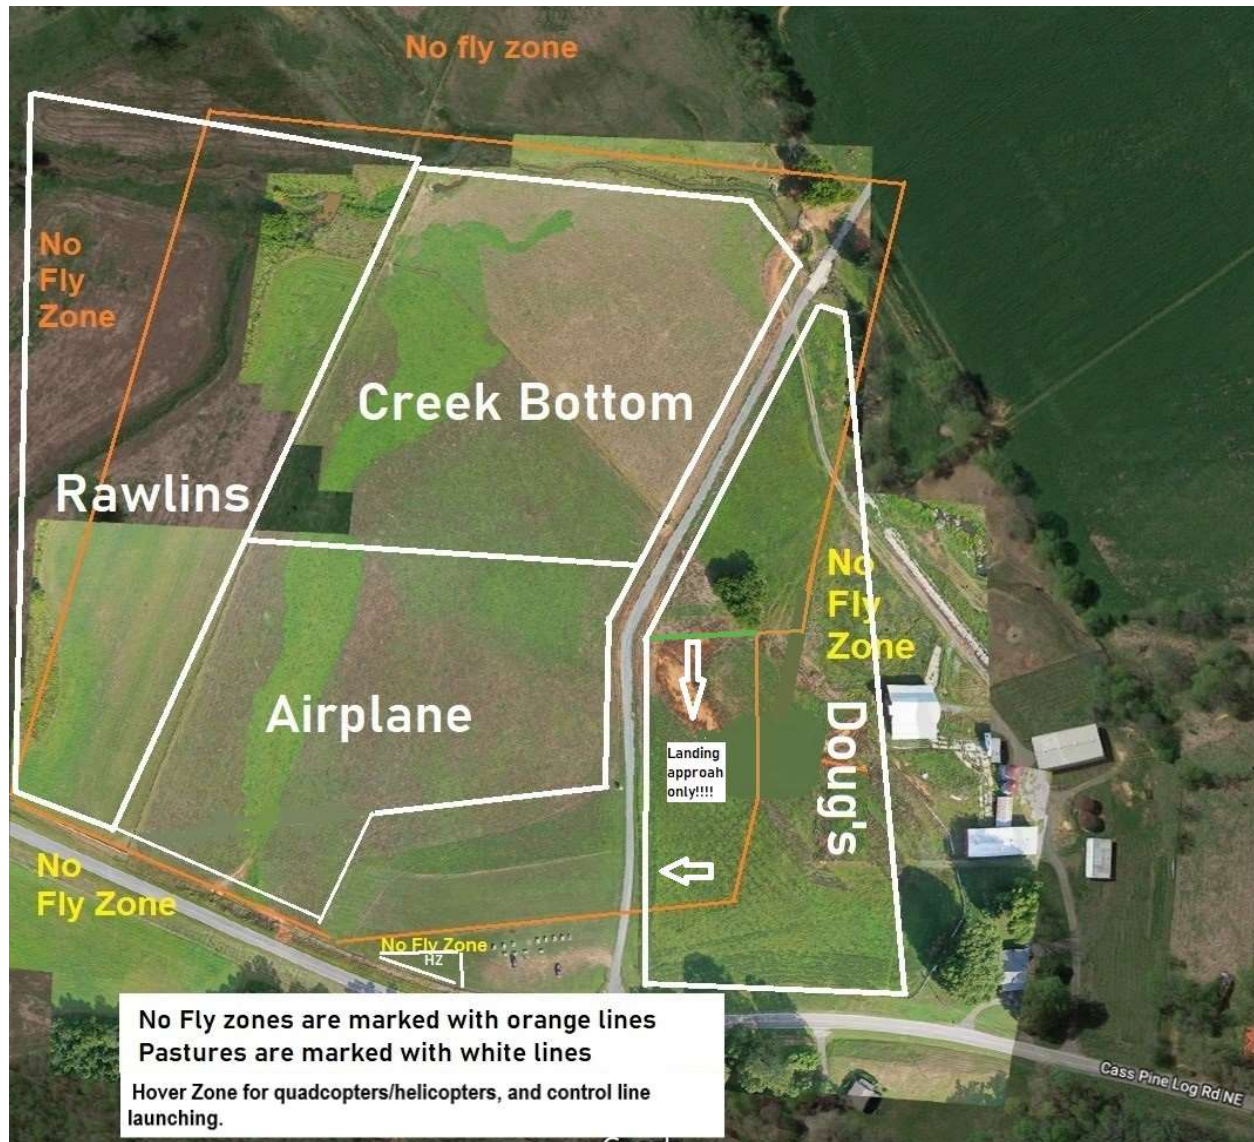 No fly zone
No
Fly
Zone
Creek Bottom
Rawlins
No
Fly
Zone
Airplane
Landing
approah
only!!!!
Doug's
No
Fly Zone
No Fly Zone
HZ
No Fly zones are marked with orange lines
Pastures are marked with white lines
Hover Zone for quadcopters/helicopters, and control line
launching.
Cass Pine Log Rd NE